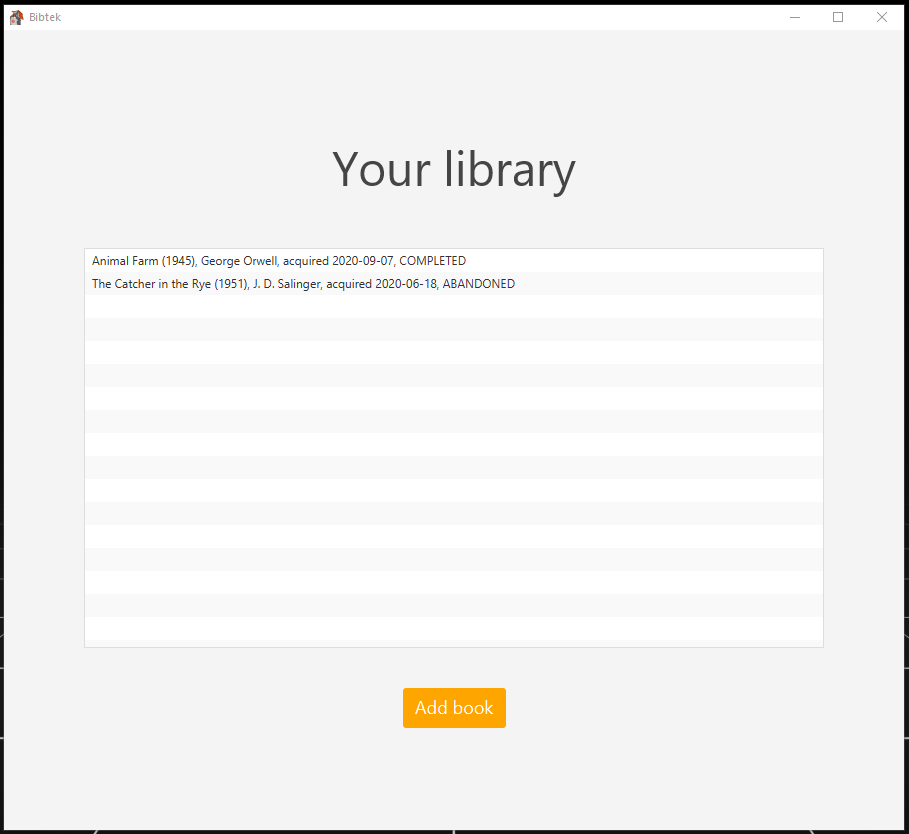 Bibtek
Your library
Animal Farm (1945), George Orwell, acquired 2020-09-07, COMPLETED
The Catcher in the Rye (1951), J. D. Salinger, acquired 2020-06-18, ABANDONED
Add book